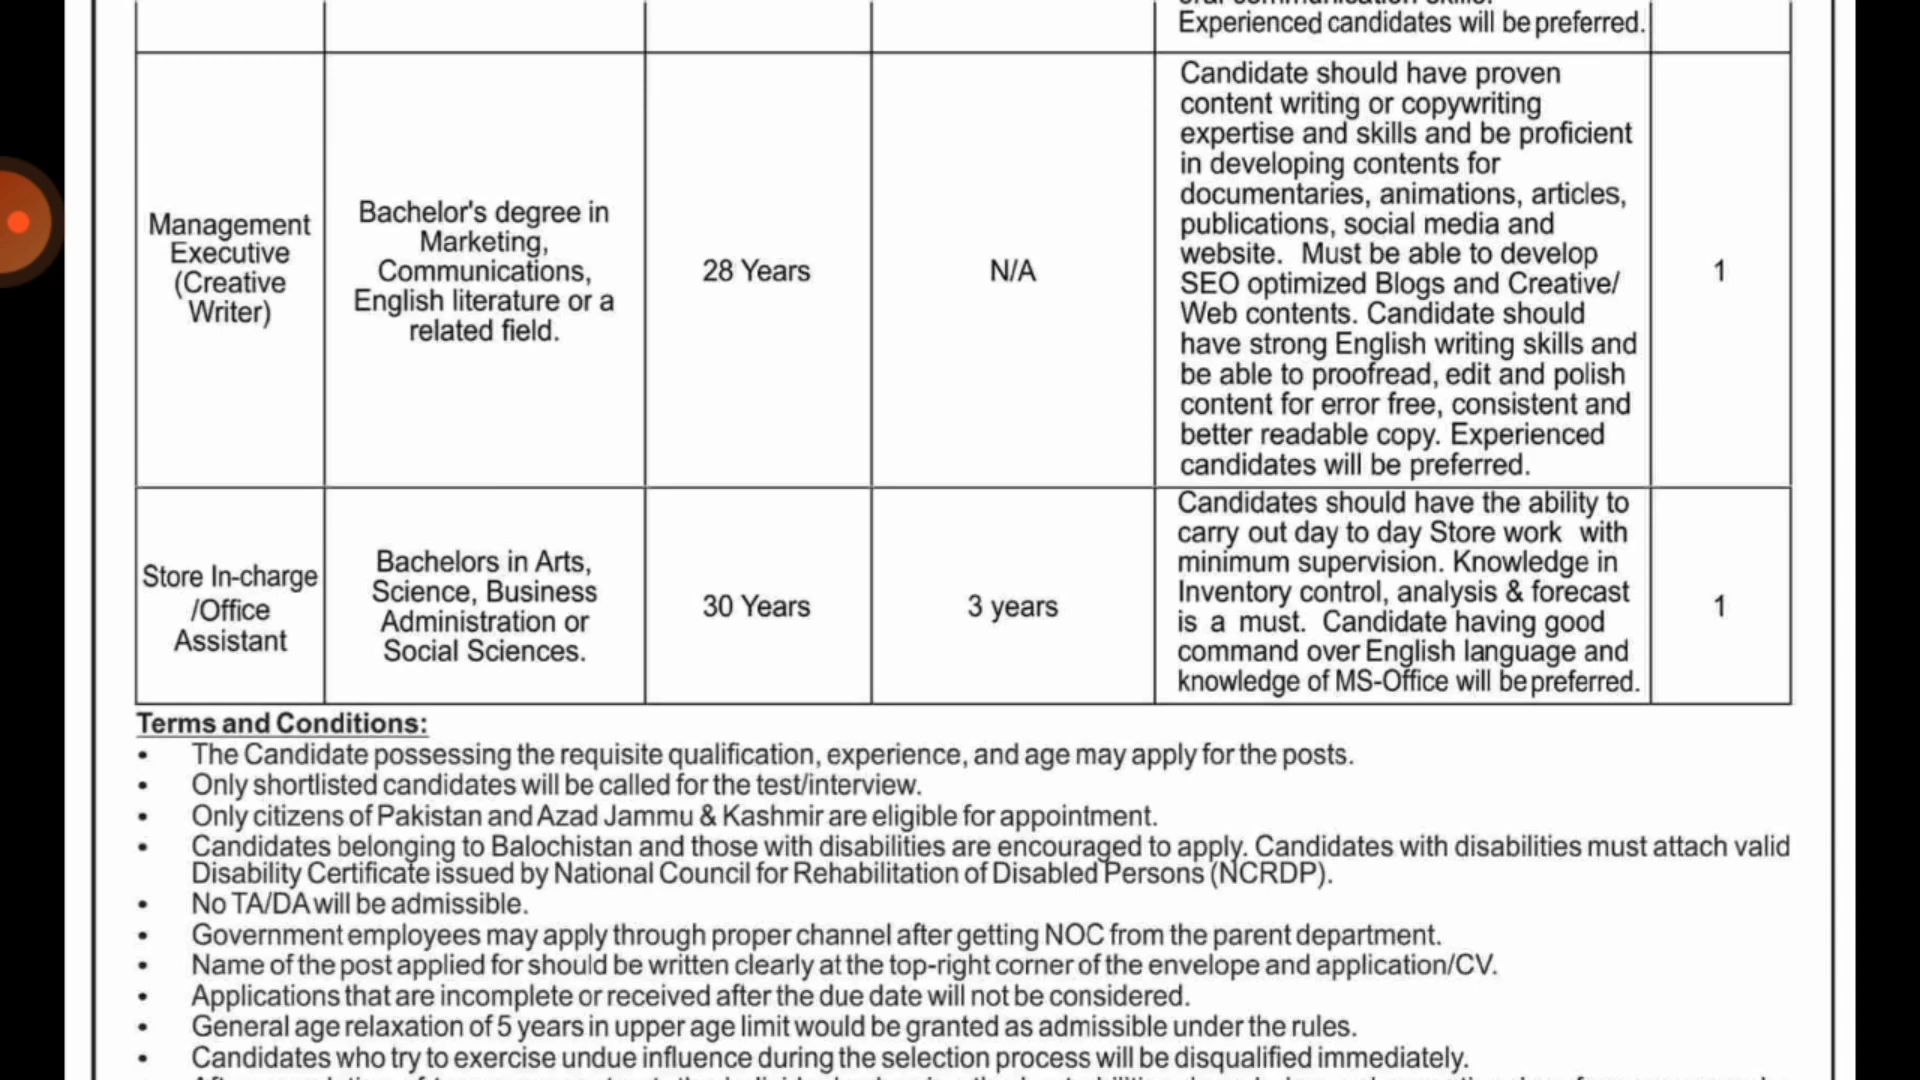 Experienced candidates will be preferred.
Management
Executive
(Creative
Writer)
Bachelor's degree in
Marketing,
Communications,
English literature or a
related field.
28 Years
N/A
Candidate should have proven
content writing or copywriting
expertise and skills and be proficient
in developing contents for
documentaries, animations, articles,
publications, social media and
website. Must be able to develop
SEO optimized Blogs and Creative/
Web contents. Candidate should
have strong English writing skills and
be able to proofread, edit and polish
content for error free, consistent and
better readable copy. Experienced
candidates will be preferred.
1
Store In-charge
/Office
Assistant
Bachelors in Arts,
Science, Business
Administration or
Social Sciences.
30 Years
3 years
Candidates should have the ability to
carry out day to day Store work with
minimum supervision. Knowledge in
Inventory control, analysis & forecast
is a must. Candidate having good
command over English language and
knowledge of MS-Office will be preferred.
1
Terms and Conditions:
• The Candidate possessing the requisite qualification, experience, and age may apply for the posts.
• Only shortlisted candidates will be called for the test/interview.
• Only citizens of Pakistan and Azad Jammu & Kashmir are eligible for appointment.
• Candidates belonging to Balochistan and those with disabilities are encouraged to apply. Candidates with disabilities must attach valid
Disability Certificate issued by National Council for Rehabilitation of Disabled Persons (NCRDP).
• No TA/DA will be admissible.
• Government employees may apply through proper channel after getting NOC from the parent department.
• Name of the post applied for should be written clearly at the top-right corner of the envelope and application/CV.
• Applications that are incomplete or received after the due date will not be considered.
• General age relaxation of 5 years in upper age limit would be granted as admissible under the rules.
• Candidates who try to exercise undue influence during the selection process will be disqualified immediately.